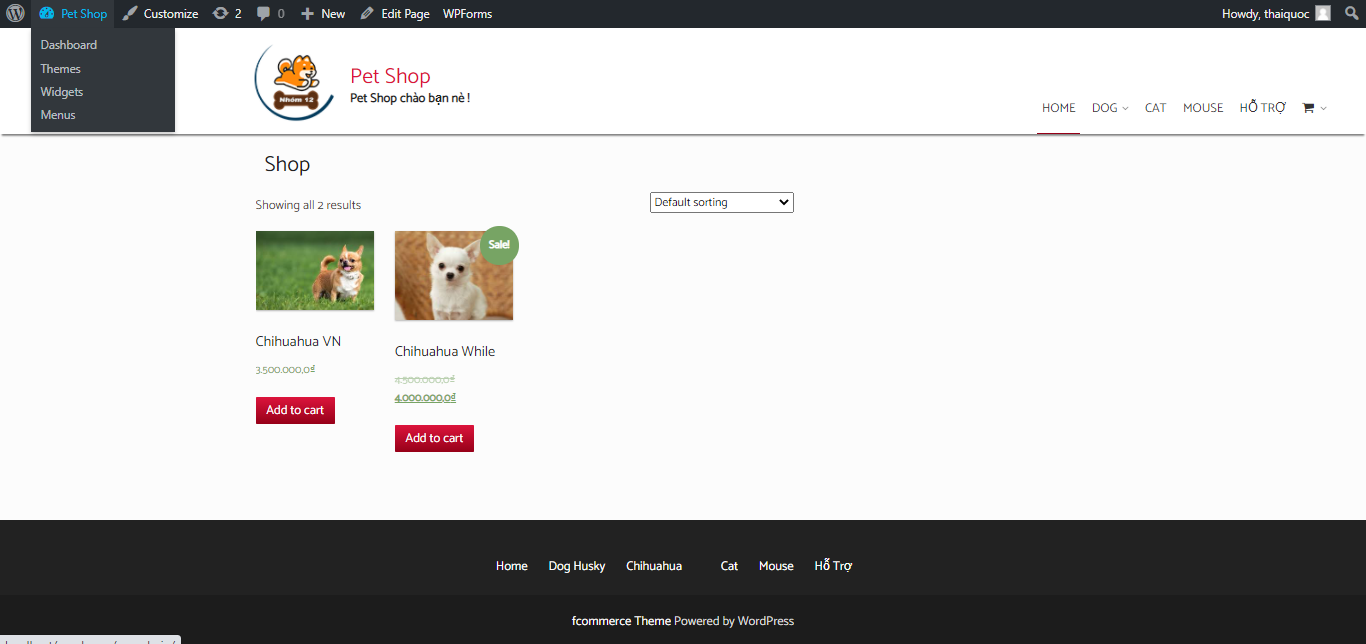 Pet Shop Customize 2 0 New Edit Page WPForms Howdy, thaiquoc
Dashboard
Themes
Widgets
Menus
Nhóm 12
Pet Shop
Pet Shop chào bạn nè !
HOME DOG CAT MOUSE HỖ TRỢ
Shop
Showing all 2 results
Default sorting
Sale!
Chihuahua VN
3.500.000,0₫
Add to cart
Chihuahua While
4.500.000,0₫
4.000.000,0₫
Add to cart
Home Dog Husky Chihuahua Cat Mouse Hỗ Trợ
fcommerce Theme Powered by WordPress